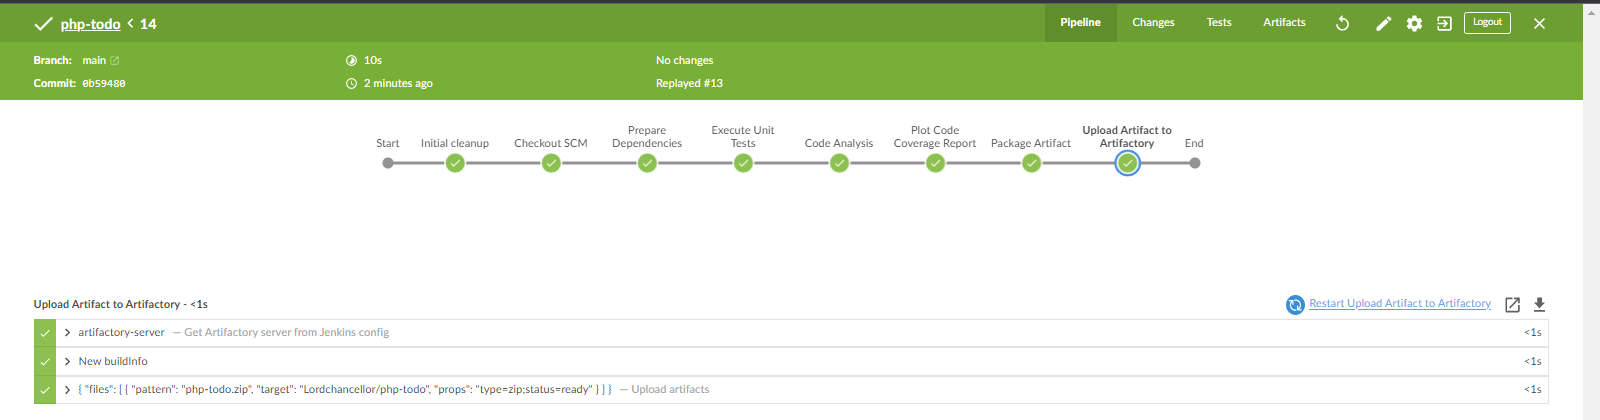 php-todo < 14
Pipeline Changes Tests Artifacts Logout
Branch: main 10s No changes
Commit: 0b59480 2 minutes ago Replayed #13
Start
Initial cleanup
Checkout SCM
Prepare
Dependencies
Execute Unit
Tests
Code Analysis
Plot Code
Coverage Report
Package Artifact
Upload Artifact to
Artifactory
End
Upload Artifact to Artifactory - <1s Restart Upload Artifact to Artifactory
artifactory-server — Get Artifactory server from Jenkins config <1s
New buildInfo <1s
{ "files": [ { "pattern": "php-todo.zip", "target": "Lordchancellor/php-todo", "props": "type=zip;status=ready" } ] } — Upload artifacts <1s